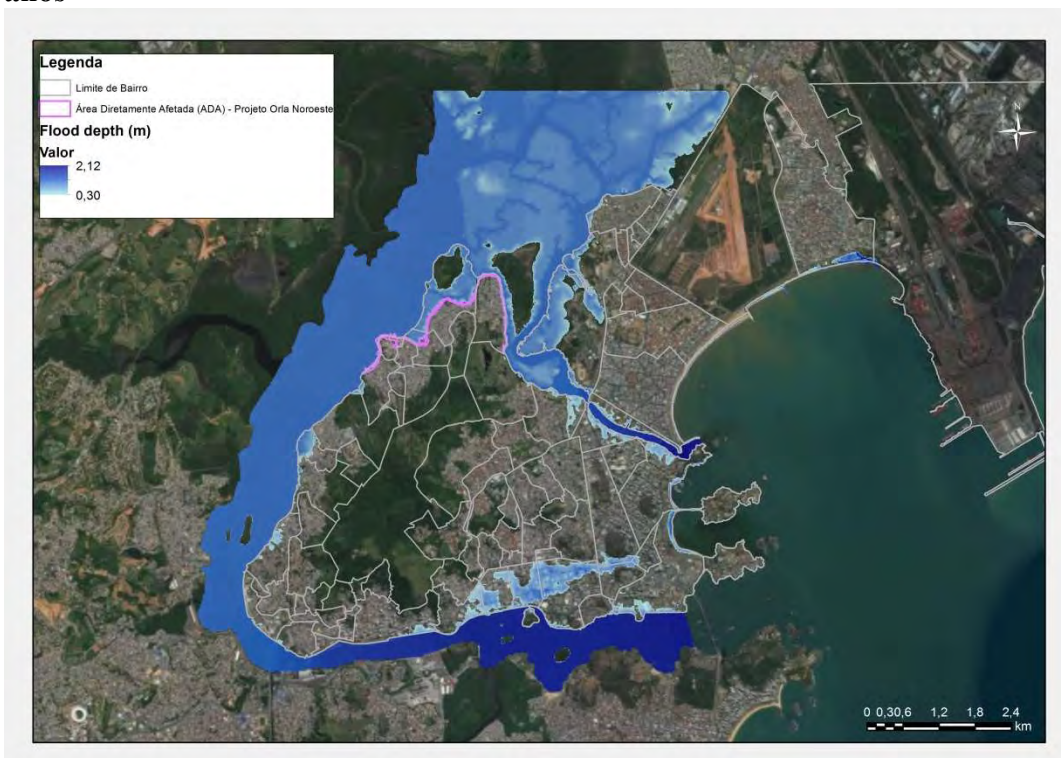 anos
Legenda
Limite de Bairro
Área Diretamente Afetada (ADA) - Projeto Orla Noroeste
Flood depth (m)
Valor
2,12
0,30
N
0 0,30,6 1,2 1,8 2,4
km